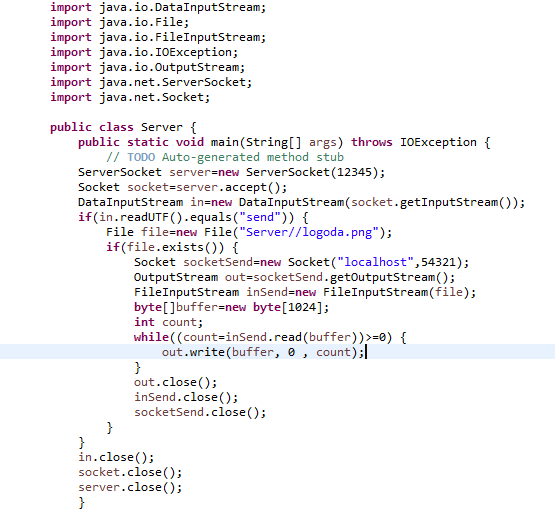 import java.io.DataInputStream;
import java.io.File;
import java.io.FileInputStream;
import java.io.IOException;
import java.io.OutputStream;
import java.net.ServerSocket;
import java.net.Socket;

public class Server {
    public static void main(String[] args) throws IOException {
        // TODO Auto-generated method stub
    ServerSocket server=new ServerSocket(12345);
    Socket socket=server.accept();
    DataInputStream in=new DataInputStream(socket.getInputStream());
    if(in.readUTF().equals("send")) {
        File file=new File("Server//logoda.png");
        if(file.exists()) {
            Socket socketSend=new Socket("localhost",54321);
            OutputStream out=socketSend.getOutputStream();
            FileInputStream inSend=new FileInputStream(file);
            byte[]buffer=new byte[1024];
            int count;
            while((count=inSend.read(buffer))>=0) {
                out.write(buffer, 0 , count);
            }
            out.close();
            inSend.close();
            socketSend.close();
        }
    }
    in.close();
    socket.close();
    server.close();
    }